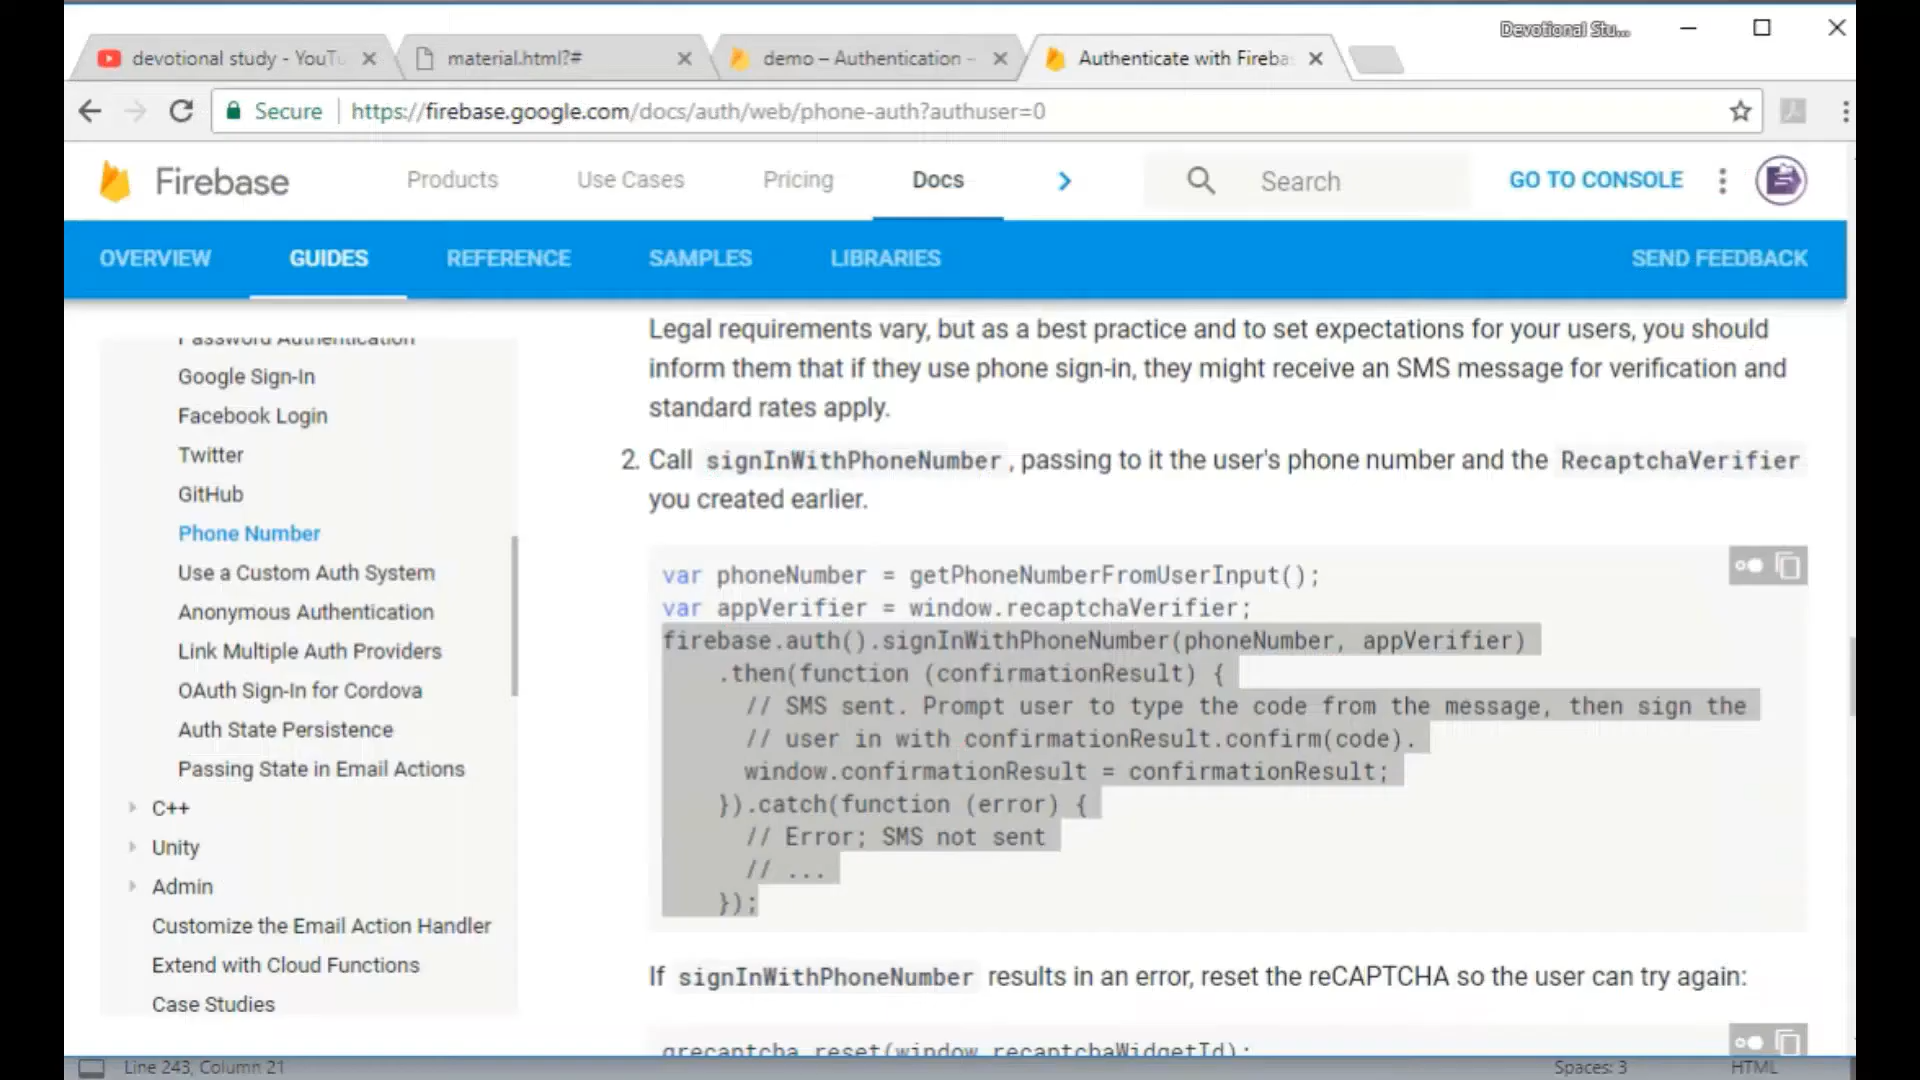 Devotional Stu...
devotional study - YouTu
material.html?#
demo – Authentication -
Authenticate with Fireba
Secure
https://firebase.google.com/docs/auth/web/phone-auth?authuser=0
Firebase
Products
Use Cases
Pricing
Docs
Search
GO TO CONSOLE
OVERVIEW
GUIDES
REFERENCE
SAMPLES
LIBRARIES
SEND FEEDBACK
Password Authentication
Google Sign-In
Facebook Login
Twitter
GitHub
Phone Number
Use a Custom Auth System
Anonymous Authentication
Link Multiple Auth Providers
OAuth Sign-In for Cordova
Auth State Persistence
Passing State in Email Actions
C++
Unity
Admin
Customize the Email Action Handler
Extend with Cloud Functions
Case Studies
Legal requirements vary, but as a best practice and to set expectations for your users, you should
inform them that if they use phone sign-in, they might receive an SMS message for verification and
standard rates apply.
2. Call signInWithPhoneNumber, passing to it the user's phone number and the RecaptchaVerifier
you created earlier.
var phoneNumber = getPhoneNumberFromUserInput();
var appVerifier = window.recaptchaVerifier;
firebase.auth().signInWithPhoneNumber(phoneNumber, appVerifier)
.then(function (confirmationResult) {
// SMS sent. Prompt user to type the code from the message, then sign the
// user in with confirmationResult.confirm(code).
window.confirmationResult = confirmationResult;
}).catch(function (error) {
// Error; SMS not sent
// ...
});
If signInWithPhoneNumber results in an error, reset the reCAPTCHA so the user can try again:
grecaptcha.reset(window.recaptchaWidgetId);
Line 243, Column 21
Spaces: 3
HTML